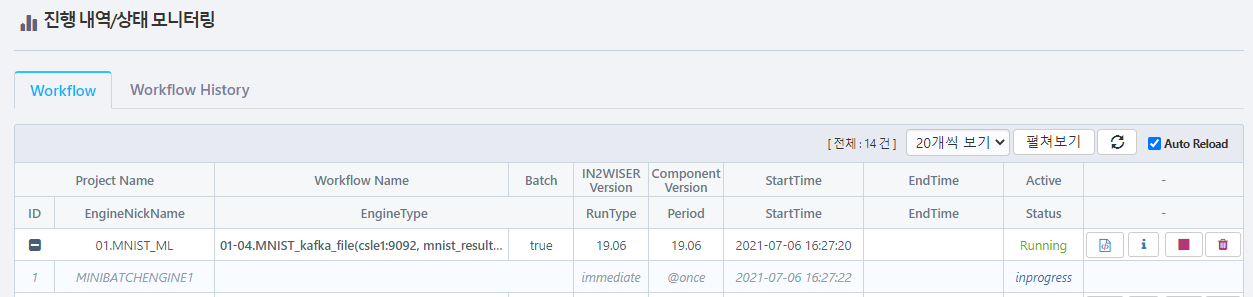 진행 내역/상태 모니터링
Workflow Workflow History
[ 전체 : 14 건 ] 20개씩 보기 펼쳐보기 Auto Reload
Project Name Workflow Name Batch IN2WISER Version Component Version StartTime EndTime Active -
ID EngineNickName EngineType RunType Period StartTime EndTime Status -
01.MNIST_ML 01-04.MNIST_kafka_file(csle1:9092, mnist_result... true 19.06 19.06 2021-07-06 16:27:20 Running
1 MINIBATCHENGINE1 immediate @once 2021-07-06 16:27:22 inprogress